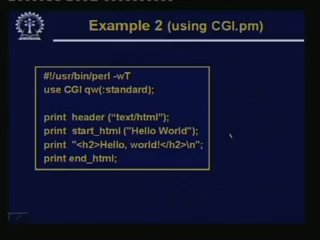 Example 2 (using CGI.pm)
#!/usr/bin/perl -wT
use CGI qw(:standard);
print header ("text/html");
print start_html ("Hello World");
print "<h2>Hello, world!</h2>\n";
print end_html;